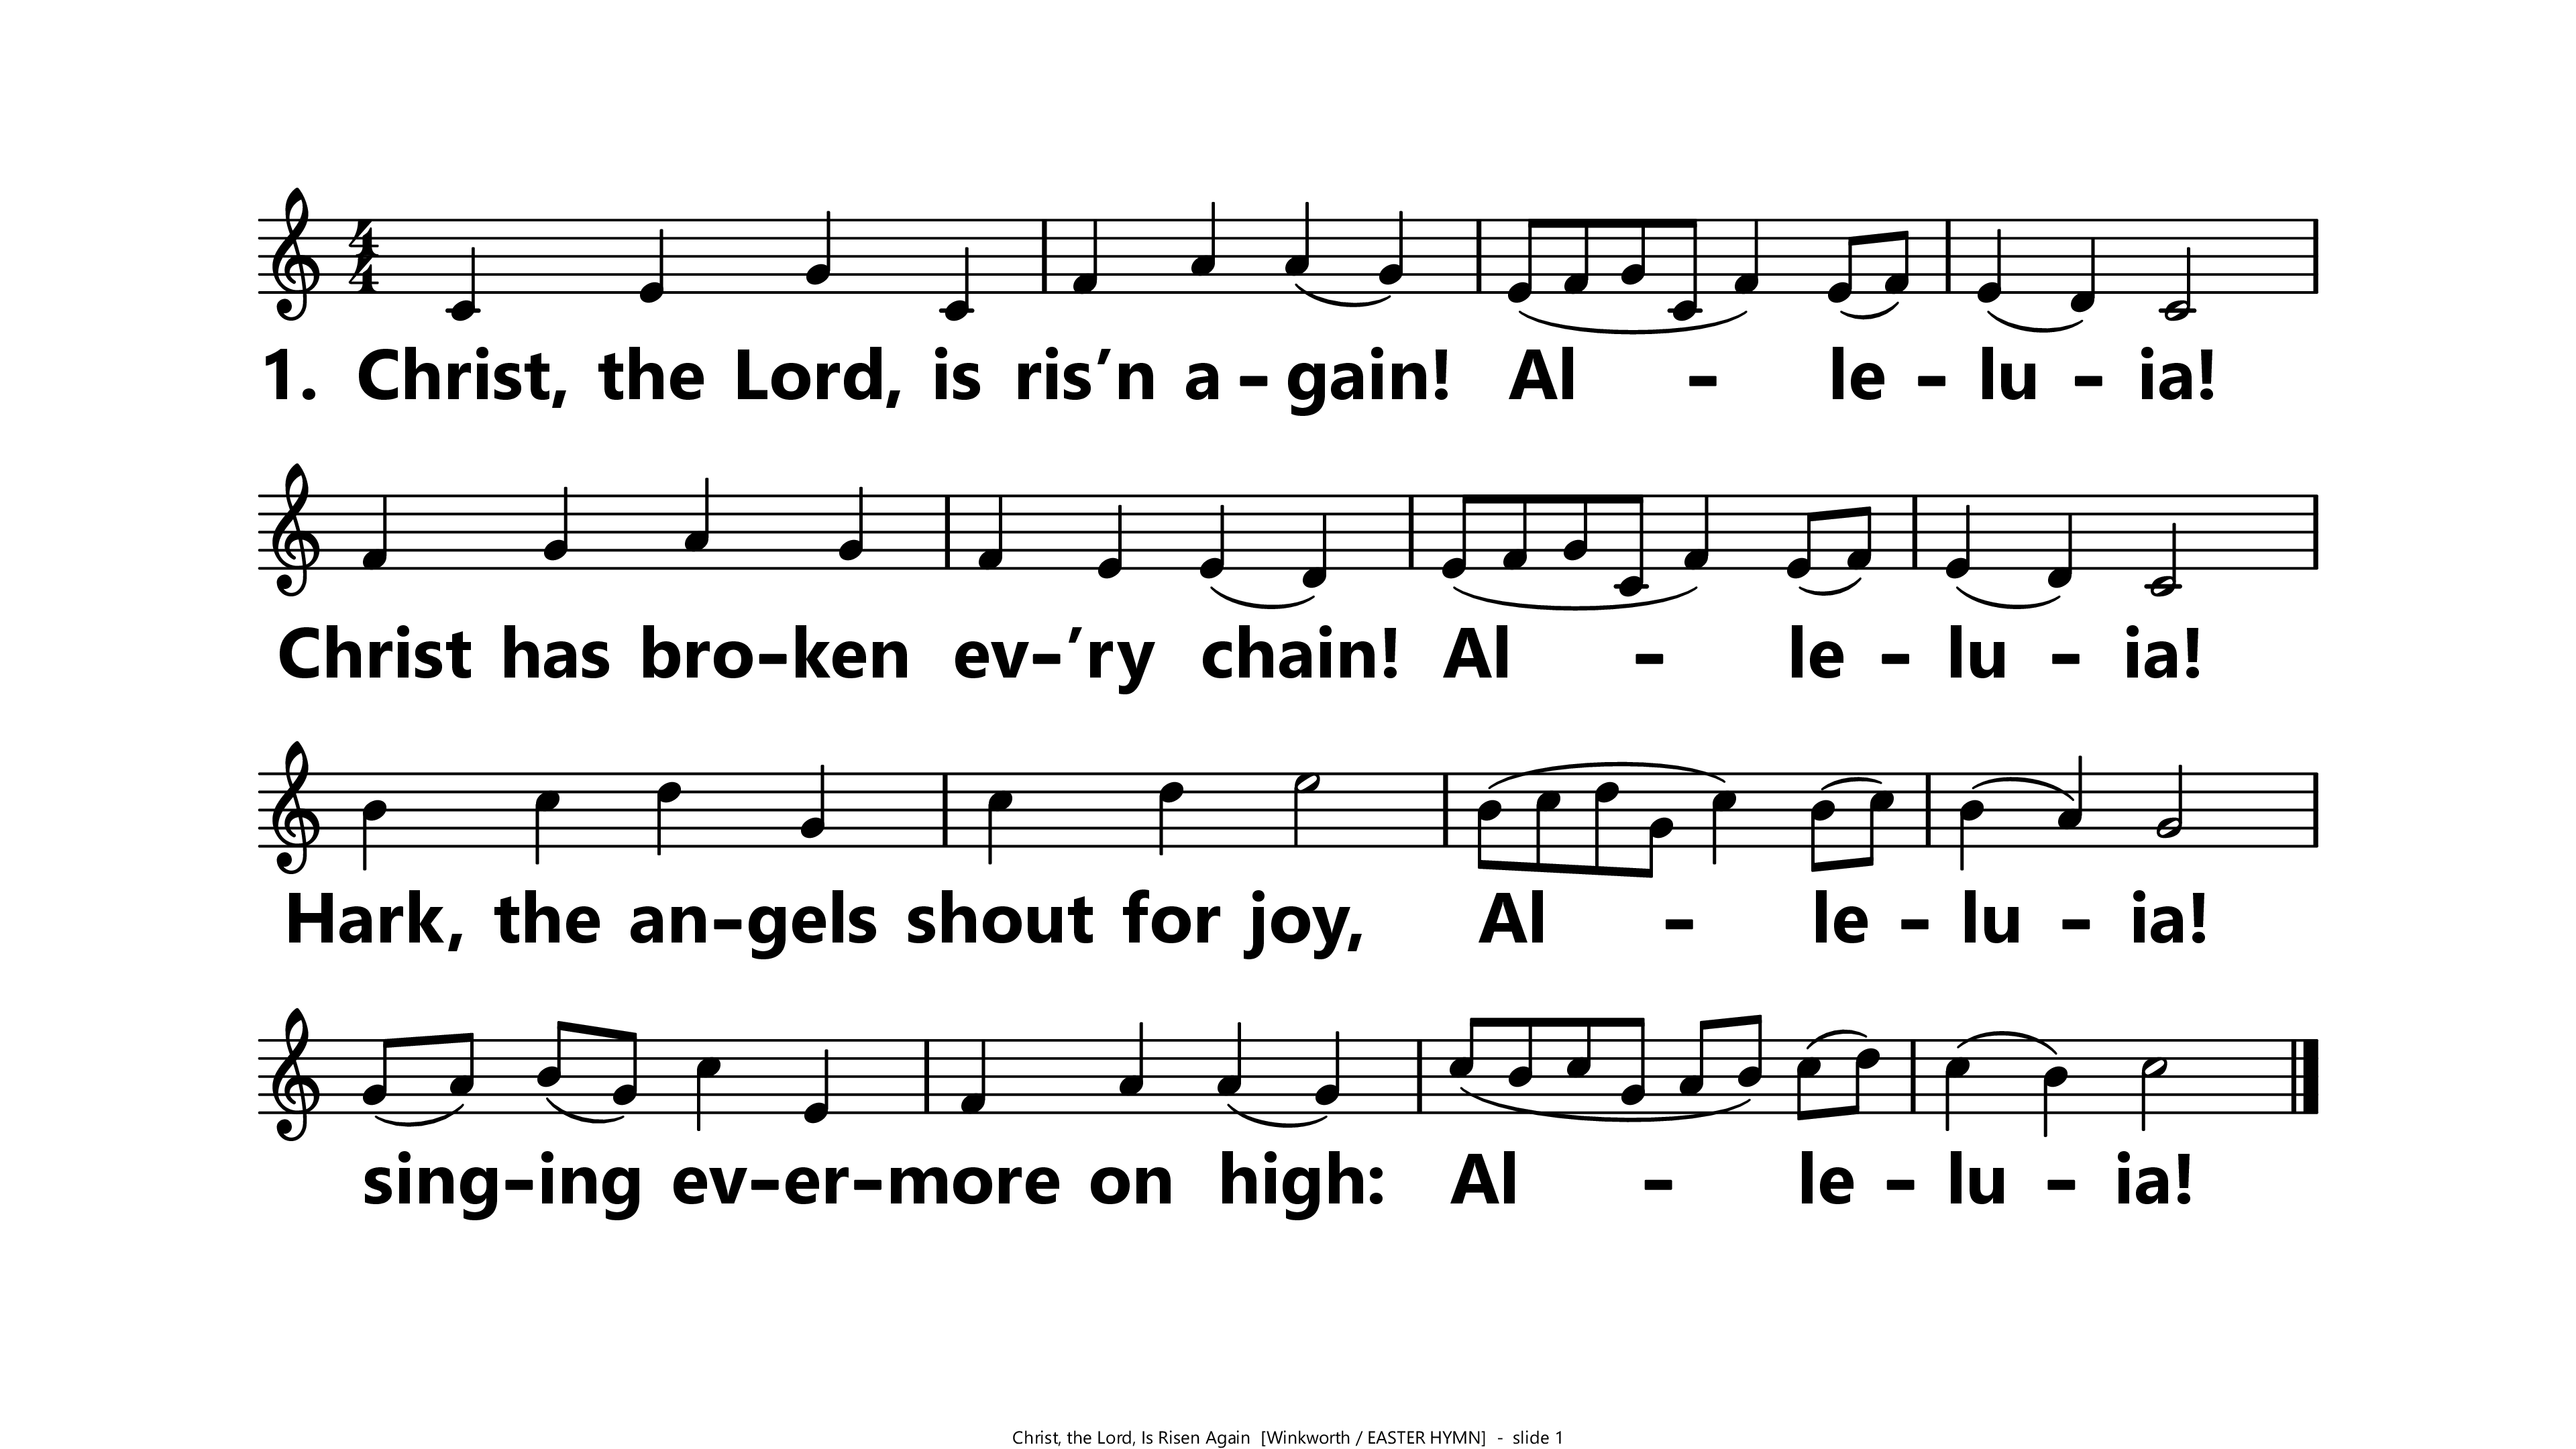 1. Christ, the Lord, is ris’n a – gain! Al – le – lu – ia!
Christ has bro–ken ev–’ry chain! Al – le – lu – ia!
Hark, the an–gels shout for joy, Al – le – lu – ia!
sing–ing ev–er–more on high: Al – le – lu – ia!
Christ, the Lord, Is Risen Again [Winkworth / EASTER HYMN] - slide 1